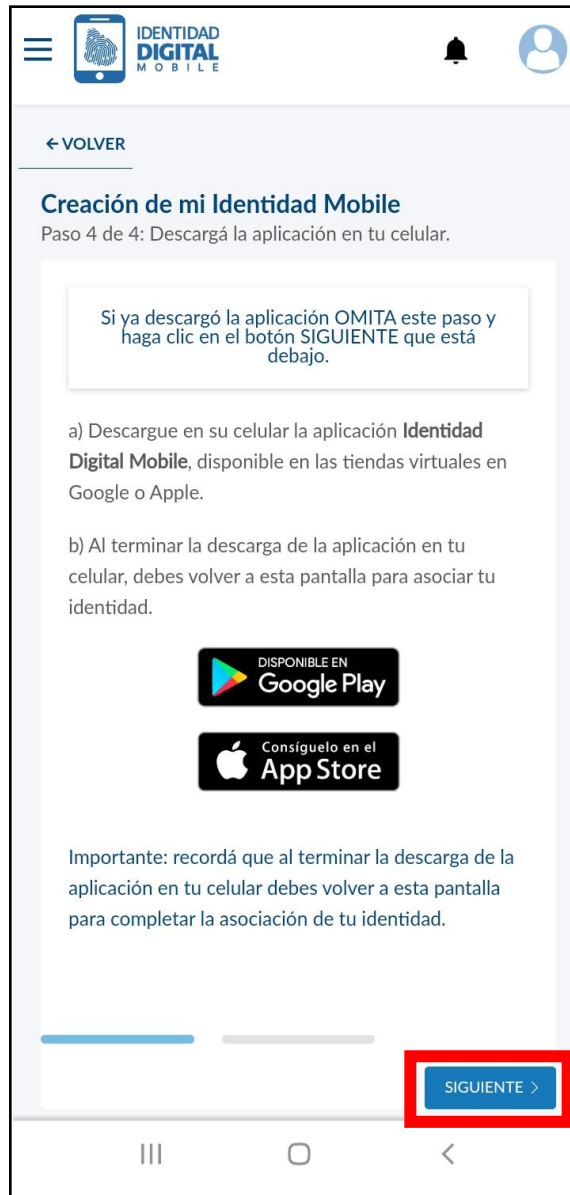 IDENTIDAD
DIGITAL
MOBILE
← VOLVER
Creación de mi Identidad Mobile
Paso 4 de 4: Descargá la aplicación en tu celular.
Si ya descargó la aplicación OMITA este paso y
haga clic en el botón SIGUIENTE que está
debajo.
a) Descargue en su celular la aplicación Identidad
Digital Mobile, disponible en las tiendas virtuales en
Google o Apple.
b) Al terminar la descarga de la aplicación en tu
celular, debes volver a esta pantalla para asociar tu
identidad.
DISPONIBLE EN
Google Play
Consíguelo en el
App Store
Importante: recordá que al terminar la descarga de la
aplicación en tu celular debes volver a esta pantalla
para completar la asociación de tu identidad.
SIGUIENTE >